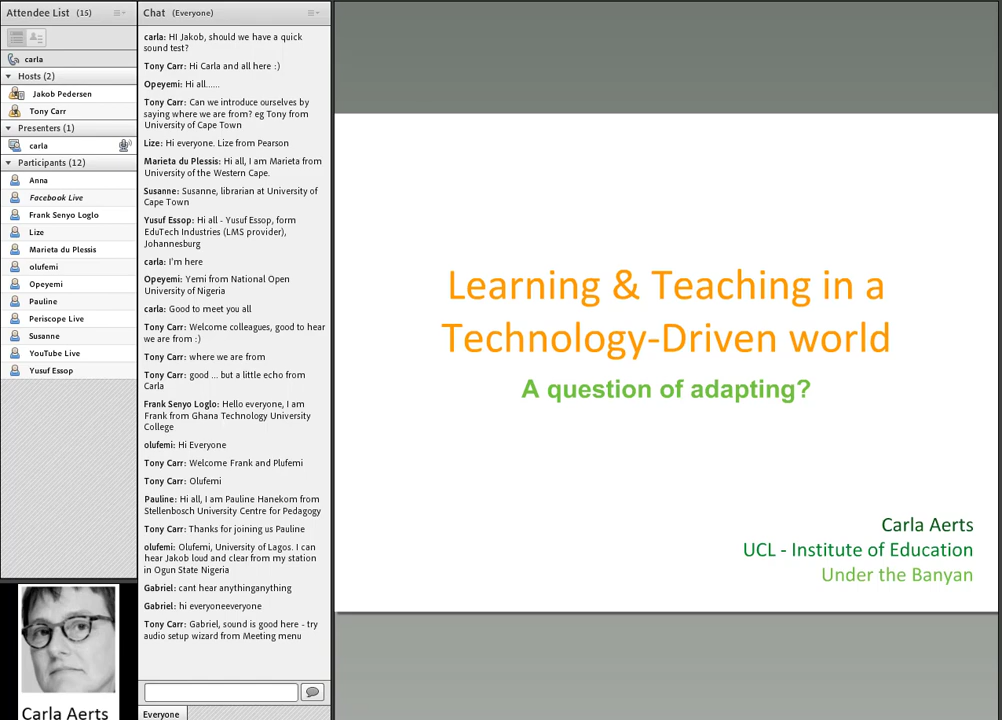 Attendee List (15)
carla
Hosts (2)
Jakob Pedersen
Tony Carr
Presenters (1)
carla
Participants (12)
Anna
Facebook Live
Frank Senyo Loglo
Lize
Marieta du Plessis
olufemi
Opeyemi
Pauline
Periscope Live
Susanne
YouTube Live
Yusuf Essop
Carla Aerts
Chat (Everyone)
carla: HI Jakob, should we have a quick
sound test?
Tony Carr: Hi Carla and all here :)
Opeyemi: Hi all......
Tony Carr: Can we introduce ourselves by
saying where we are from? eg Tony from
University of Cape Town
Lize: Hi everyone. Lize from Pearson
Marieta du Plessis: Hi all, I am Marieta from
University of the Western Cape.
Susanne: Susanne, librarian at University of
Cape Town
Yusuf Essop: Hi all - Yusuf Essop, form
EduTech Industries (LMS provider),
Johannesburg
carla: I'm here
Opeyemi: Yemi from National Open
University of Nigeria
carla: Good to meet you all
Tony Carr: Welcome colleagues, good to hear
we are from :)
Tony Carr: where we are from
Tony Carr: good ... but a little echo from
Carla
Frank Senyo Loglo: Hello everyone, I am
Frank from Ghana Technology University
College
olufemi: Hi Everyone
Tony Carr: Welcome Frank and Plufemi
Tony Carr: Olufemi
Pauline: Hi all, I am Pauline Hanekom from
Stellenbosch University Centre for Pedagogy
Tony Carr: Thanks for joining us Pauline
olufemi: Olufemi, University of Lagos. I can
hear Jakob loud and clear from my station
in Ogun State Nigeria
Gabriel: cant hear anythinganything
Gabriel: hi everyoneeveryone
Tony Carr: Gabriel, sound is good here - try
audio setup wizard from Meeting menu
Everyone
Learning & Teaching in a
Technology-Driven world
A question of adapting?
Carla Aerts
UCL - Institute of Education
Under the Banyan